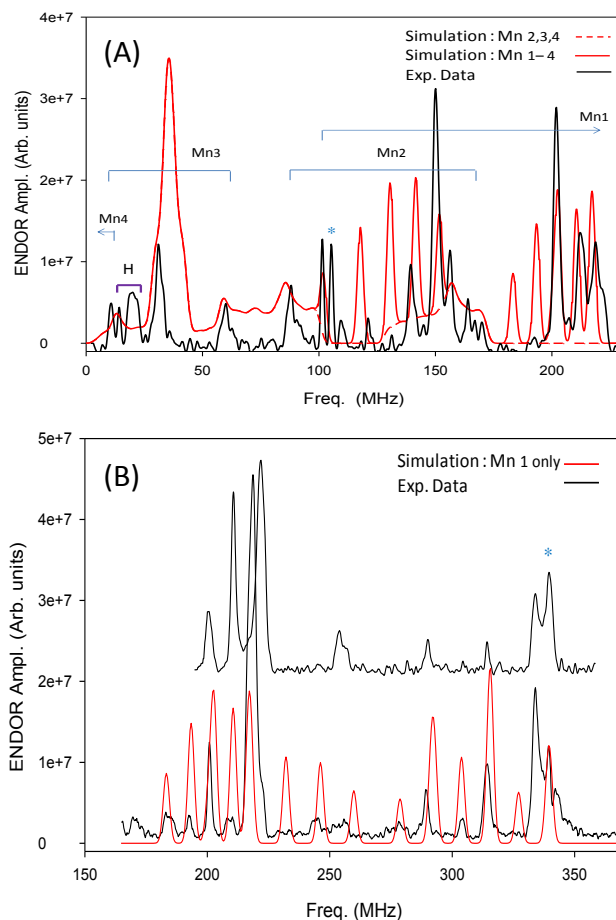 (A)
Simulation : Mn 2,3,4
Simulation : Mn 1– 4
Exp. Data
Mn1
Mn2
Mn3
Mn4
H
*
ENDOR Ampl. (Arb. units)
4e+7
3e+7
2e+7
1e+7
0
0 50 100 150 200
Freq. (MHz)
(B)
Simulation : Mn 1 only
Exp. Data
*
ENDOR Ampl. (Arb. units)
5e+7
4e+7
3e+7
2e+7
1e+7
0
150 200 250 300 350
Freq. (MHz)